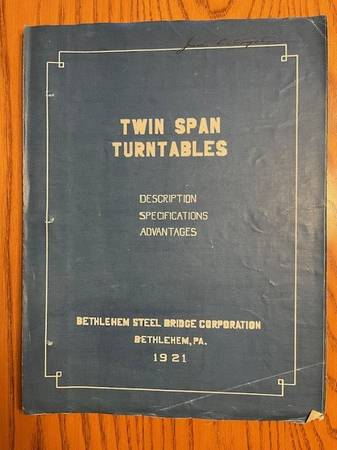 TWIN SPAN
TURNTABLES
DESCRIPTION
SPECIFICATIONS
ADVANTAGES
BETHLEHEM STEEL BRIDGE CORPORATION
BETHLEHEM, PA.
1921